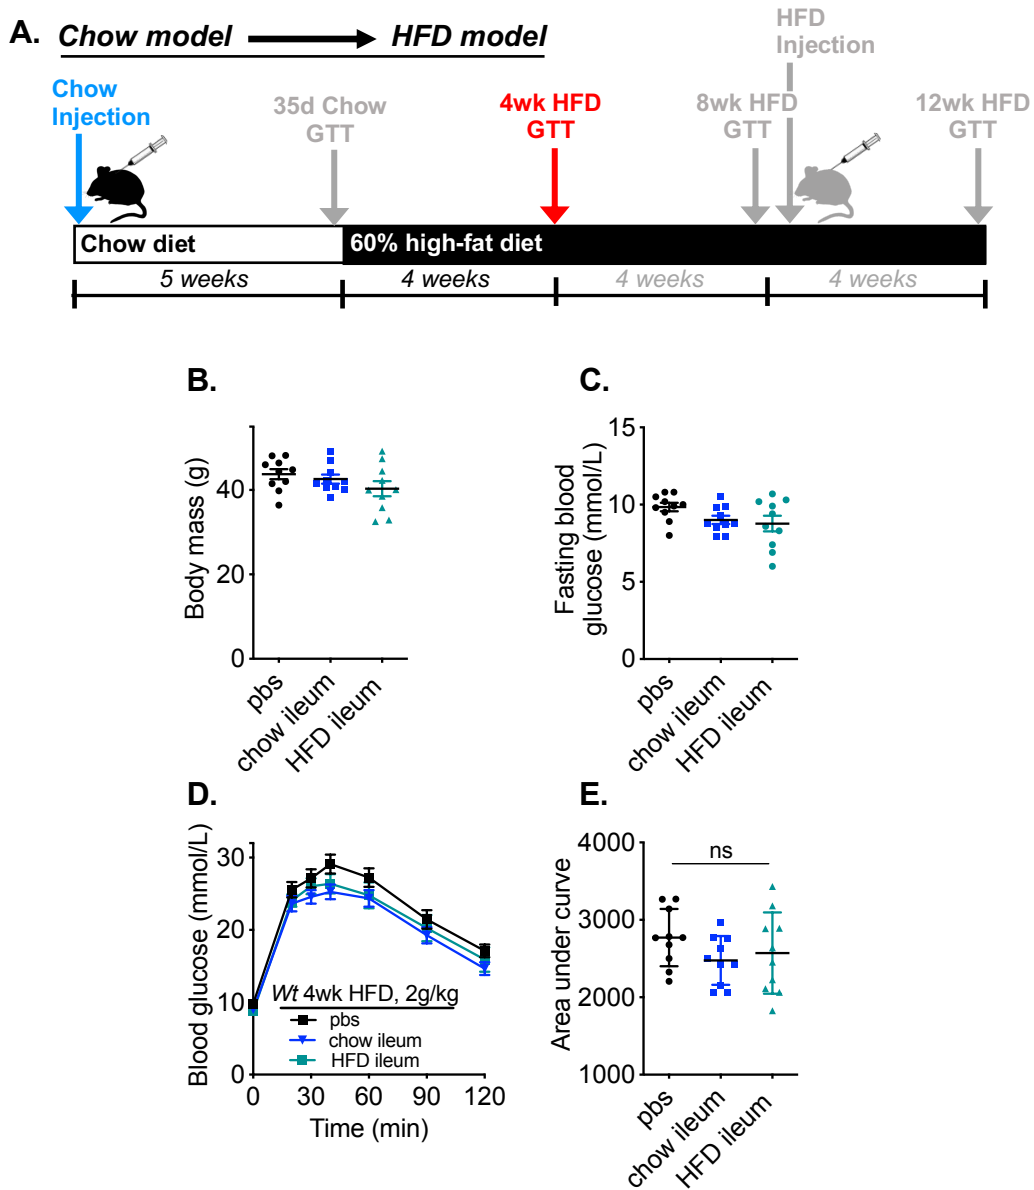 A. Chow model HFD model
Chow
Injection
35d Chow
GTT
4wk HFD
GTT
8wk HFD
GTT
HFD
Injection
12wk HFD
GTT
Chow diet
60% high-fat diet
5 weeks
4 weeks
4 weeks
4 weeks
B.
Body mass (g)
40
0
pbs
chow ileum
HFD ileum
C.
Fasting blood
glucose (mmol/L)
15
10
5
0
pbs
chow ileum
HFD ileum
D.
Blood glucose (mmol/L)
30
20
10
0
Wt 4wk HFD, 2g/kg
pbs
chow ileum
HFD ileum
0 30 60 90 120
Time (min)
E.
Area under curve
4000
3000
2000
1000
ns
pbs
chow ileum
HFD ileum